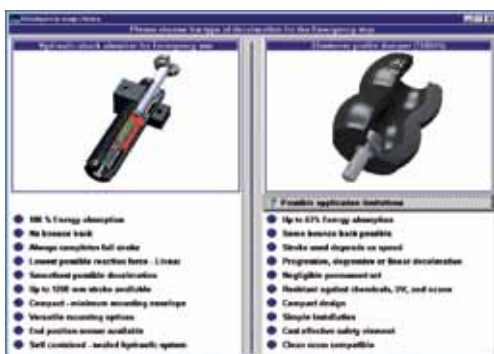 Please choose the type of deceleration for the Emergency stop
Hydraulic shock absorber for Emergency use
Elastomer profile damper (TUBUS)
Possible application limitations
100 % Energy absorption
No bounce back
Always completes full stroke
Lowest possible reaction force - Linear
Smoothest possible deceleration
Up to 1200 mm stroke available
Compact - minimum mounting envelope
Versatile mounting options
End position sensor available
Self contained - sealed hydraulic system
Up to 63% Energy absorption
Some bounce back possible
Stroke used depends on speed
Progressive, degressive or linear deceleration
Negligible permanent set
Resistant against chemicals, UV, and ozone
Compact design
Simple installation
Cost effective safety element
Clean room compatible